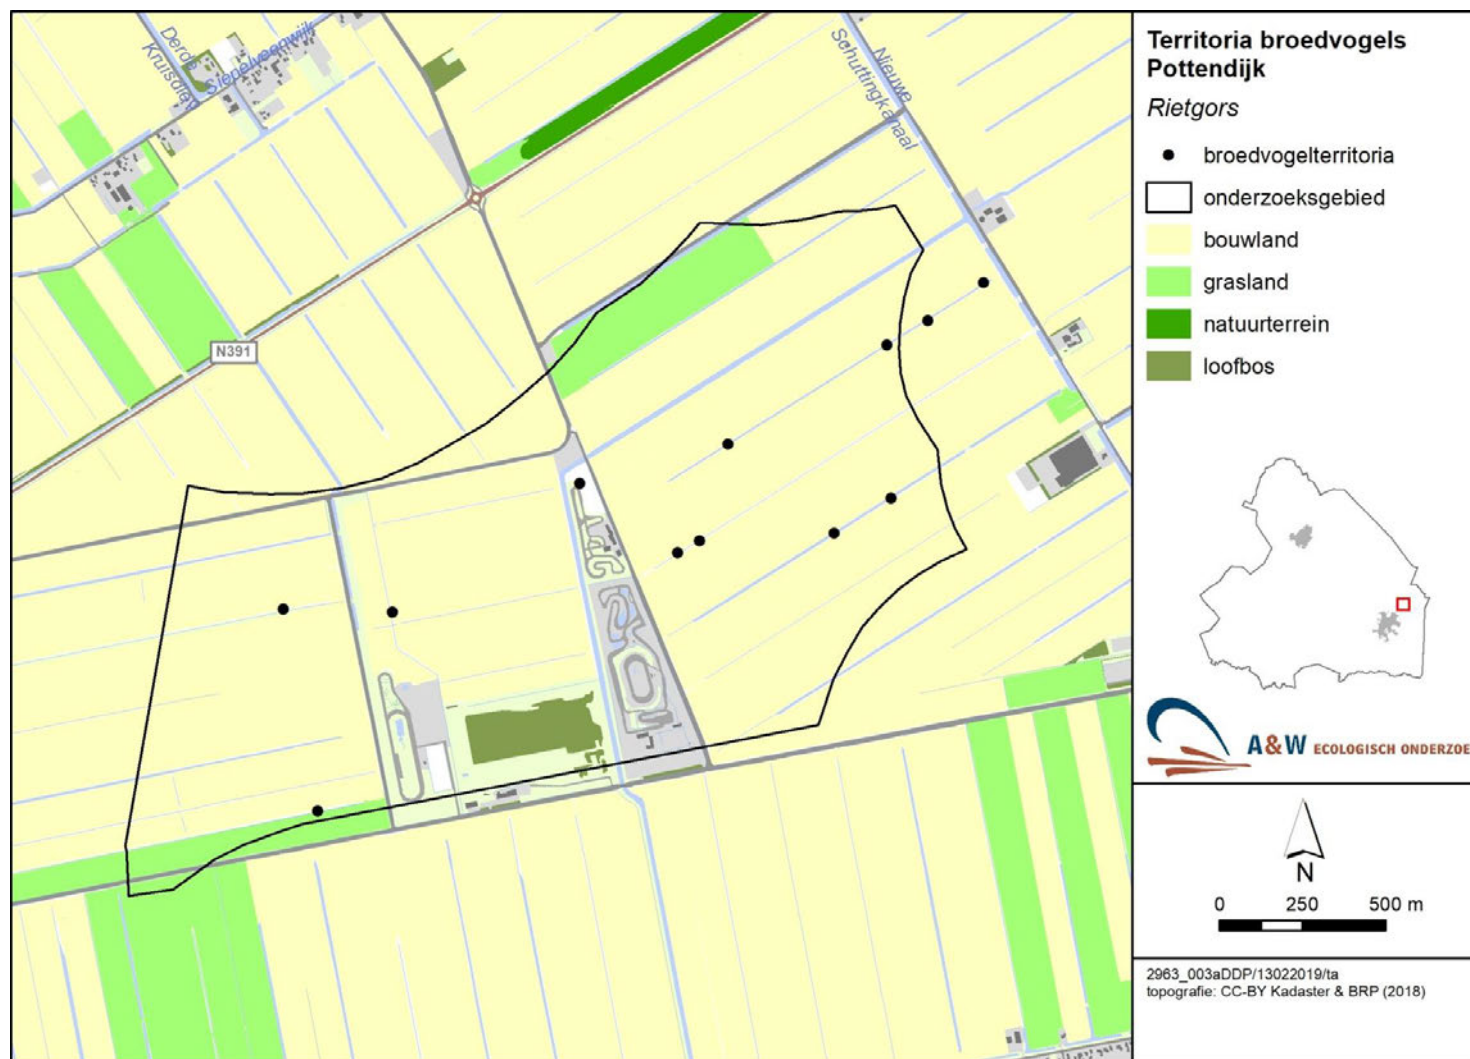 Derde
Kruisdiep
Siepelveenwijk
Nieuwe
Schuttingkanaal
N391
Territoria broedvogels
Pottendijk
Rietgors
broedvogelterritoria
onderzoeksgebied
bouwland
grasland
natuurterrein
loofbos
A&W ECOLOGISCH ONDERZOE
N
0 250 500 m
2963_003aDDP/13022019/ta
topografie: CC-BY Kadaster & BRP (2018)